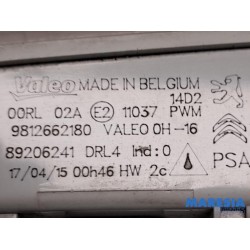 Valeo MADE IN BELGIUM
14D2
00RL 02A E2 11037 PWM
9812662180 VALEO 0H-16
89206241 DRL4 Ind:0
PSA
17/04/15 00h46 HW 2c